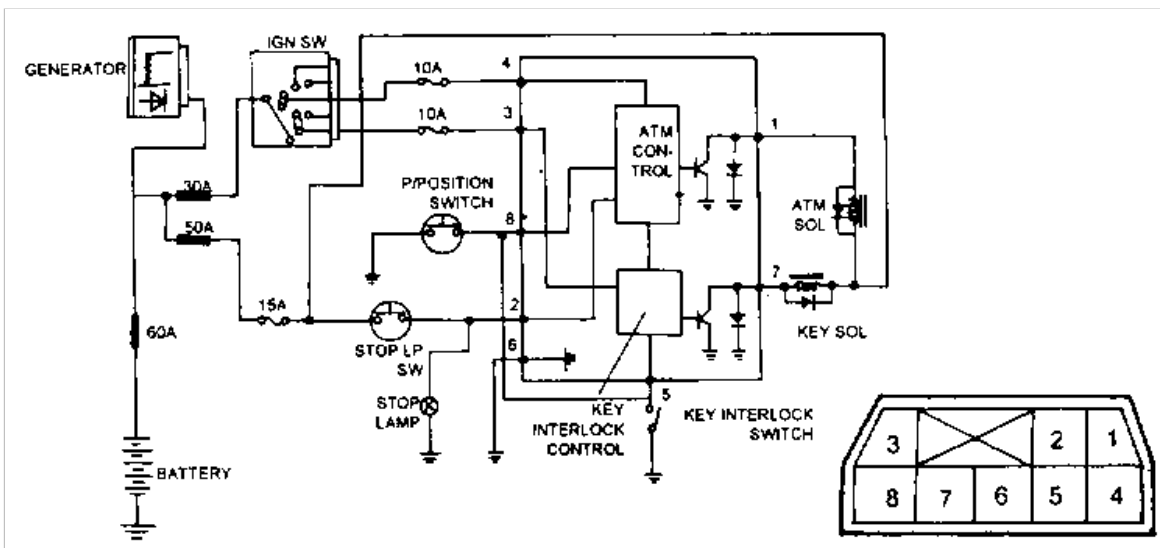 IGN SW
GENERATOR
10A
4
10A
3
ATM
CON-
TROL
1
30A
P/POSITION
SWITCH
ATM
SOL
50A
8
7
15A
2
60A
KEY SOL
STOP LP
SW
6
STOP
LAMP
5
KEY
INTERLOCK
CONTROL
KEY INTERLOCK
SWITCH
BATTERY
3 2 1
8 7 6 5 4